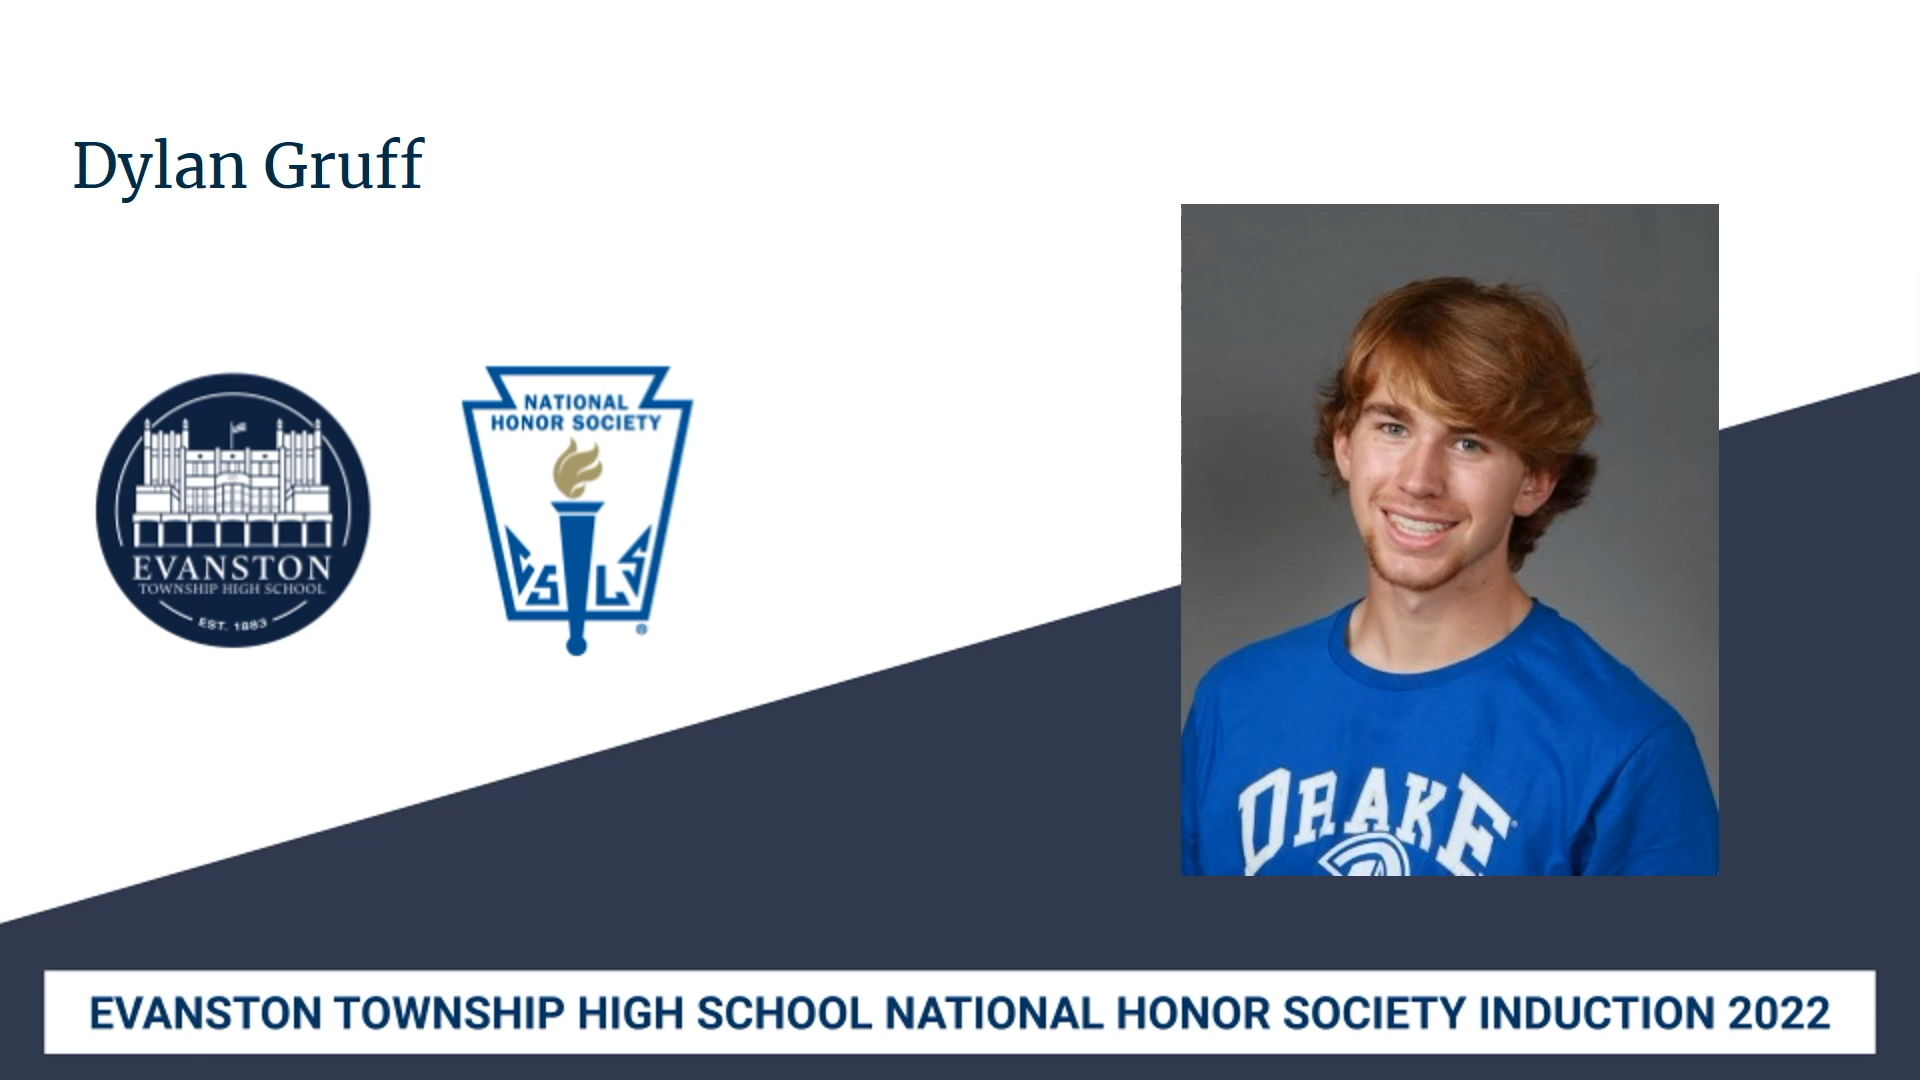 Dylan Gruff
NATIONAL
HONOR SOCIETY
C S L S
®
EVANSTON
TOWNSHIP HIGH SCHOOL
EST. 1883
DRAKE
EVANSTON TOWNSHIP HIGH SCHOOL NATIONAL HONOR SOCIETY INDUCTION 2022